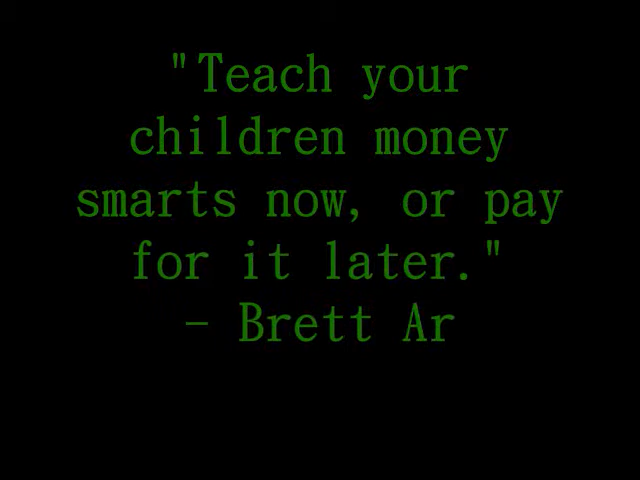 "Teach your
children money
smarts now, or pay
for it later."
- Brett Ar